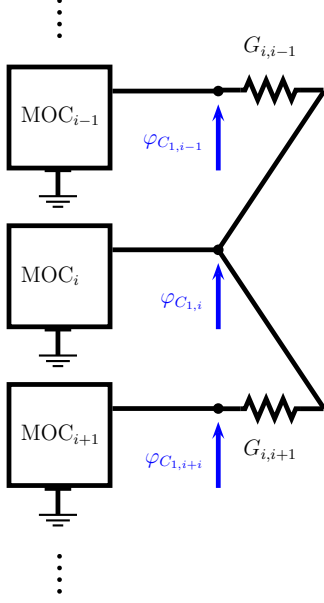 G_{i,i−1}
MOC_{i−1}
φ_{C_{1,i−1}}
MOC_i
φ_{C_{1,i}}
MOC_{i+1}
φ_{C_{1,i+i}}
G_{i,i+1}